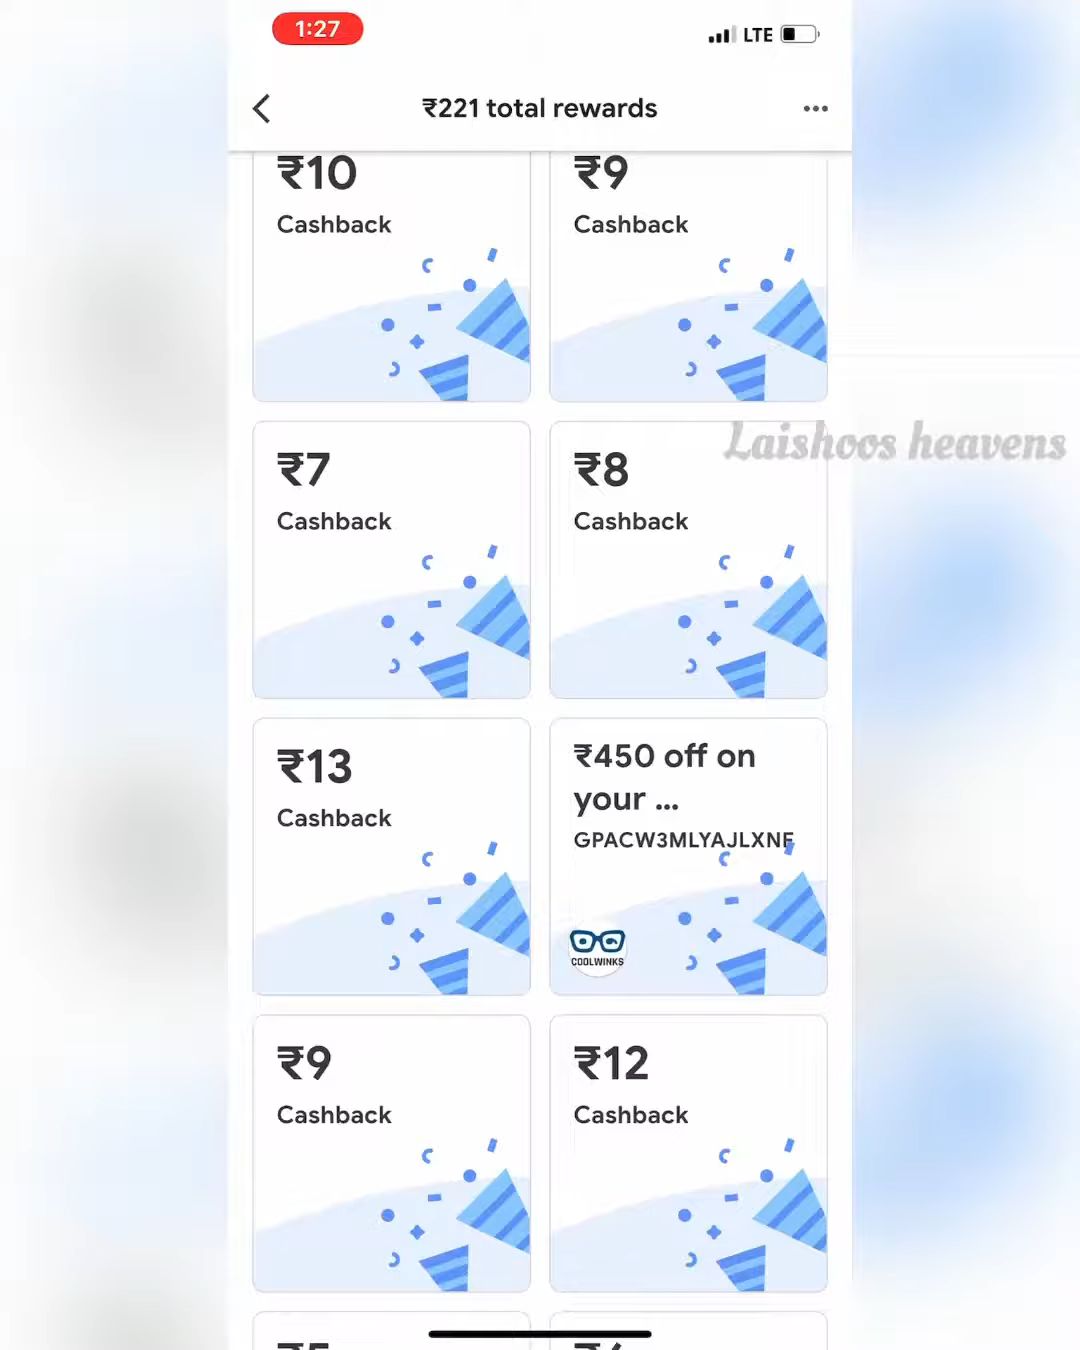 1:27
LTE
₹221 total rewards
₹10
Cashback
₹9
Cashback
Laishoos heavens
₹7
Cashback
₹8
Cashback
₹13
Cashback
₹450 off on
your ...
GPACW3MLYAJLXNF
COOLWINKS
₹9
Cashback
₹12
Cashback